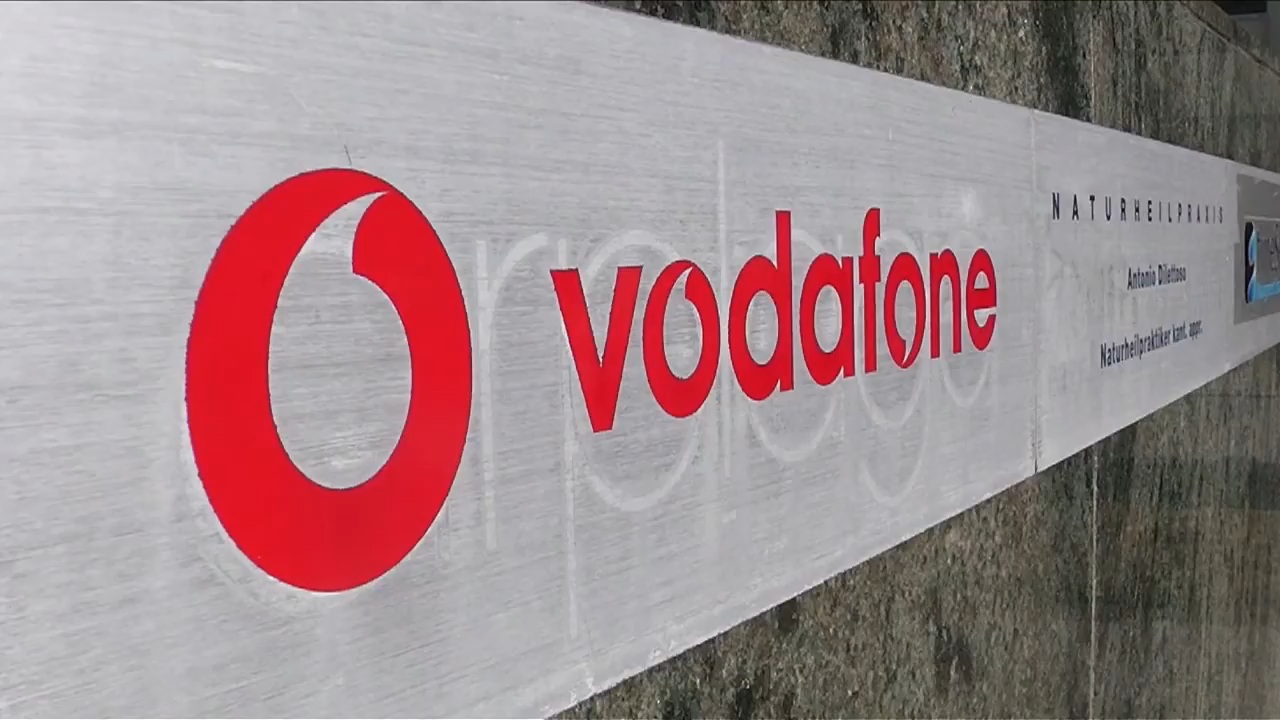 vodafone
NATURHEILPRAXIS
Antonio Dilettoso
Naturheilpraktiker kant. appr.